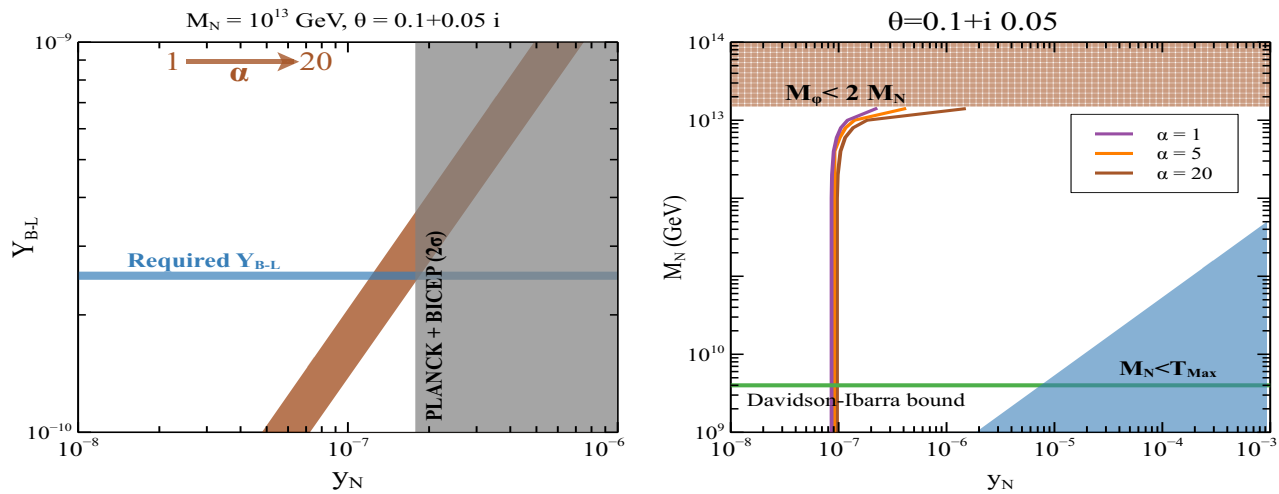 M_N = 10^13 GeV, θ = 0.1+0.05 i
10^-9
1 20
α
Y_B-L
Required Y_B-L
PLANCK + BICEP (2σ)
10^-10
10^-8 10^-7 10^-6
y_N
θ=0.1+i 0.05
10^14
M_φ< 2 M_N
10^13
α = 1
α = 5
α = 20
M_N (GeV)
10^10
M_N<T_Max
Davidson-Ibarra bound
10^9
10^-8 10^-7 10^-6 10^-5 10^-4 10^-3
y_N